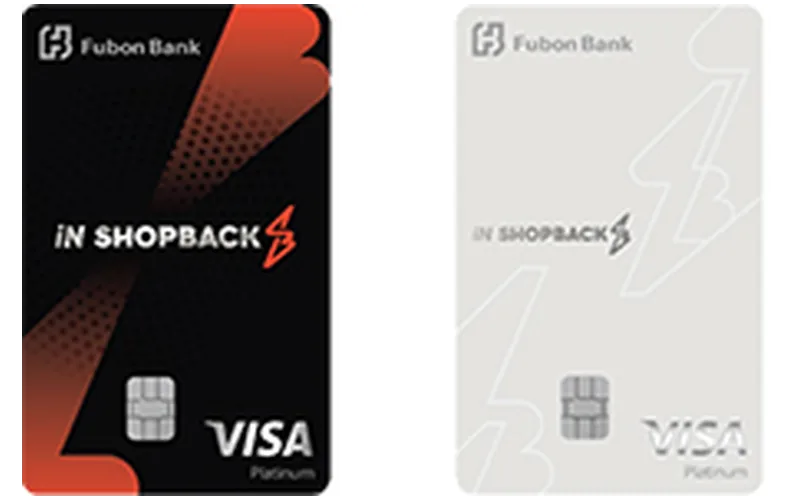 Fubon Bank
iN SHOPBACK
VISA
Platinum
Fubon Bank
iN SHOPBACK
VISA
Platinum